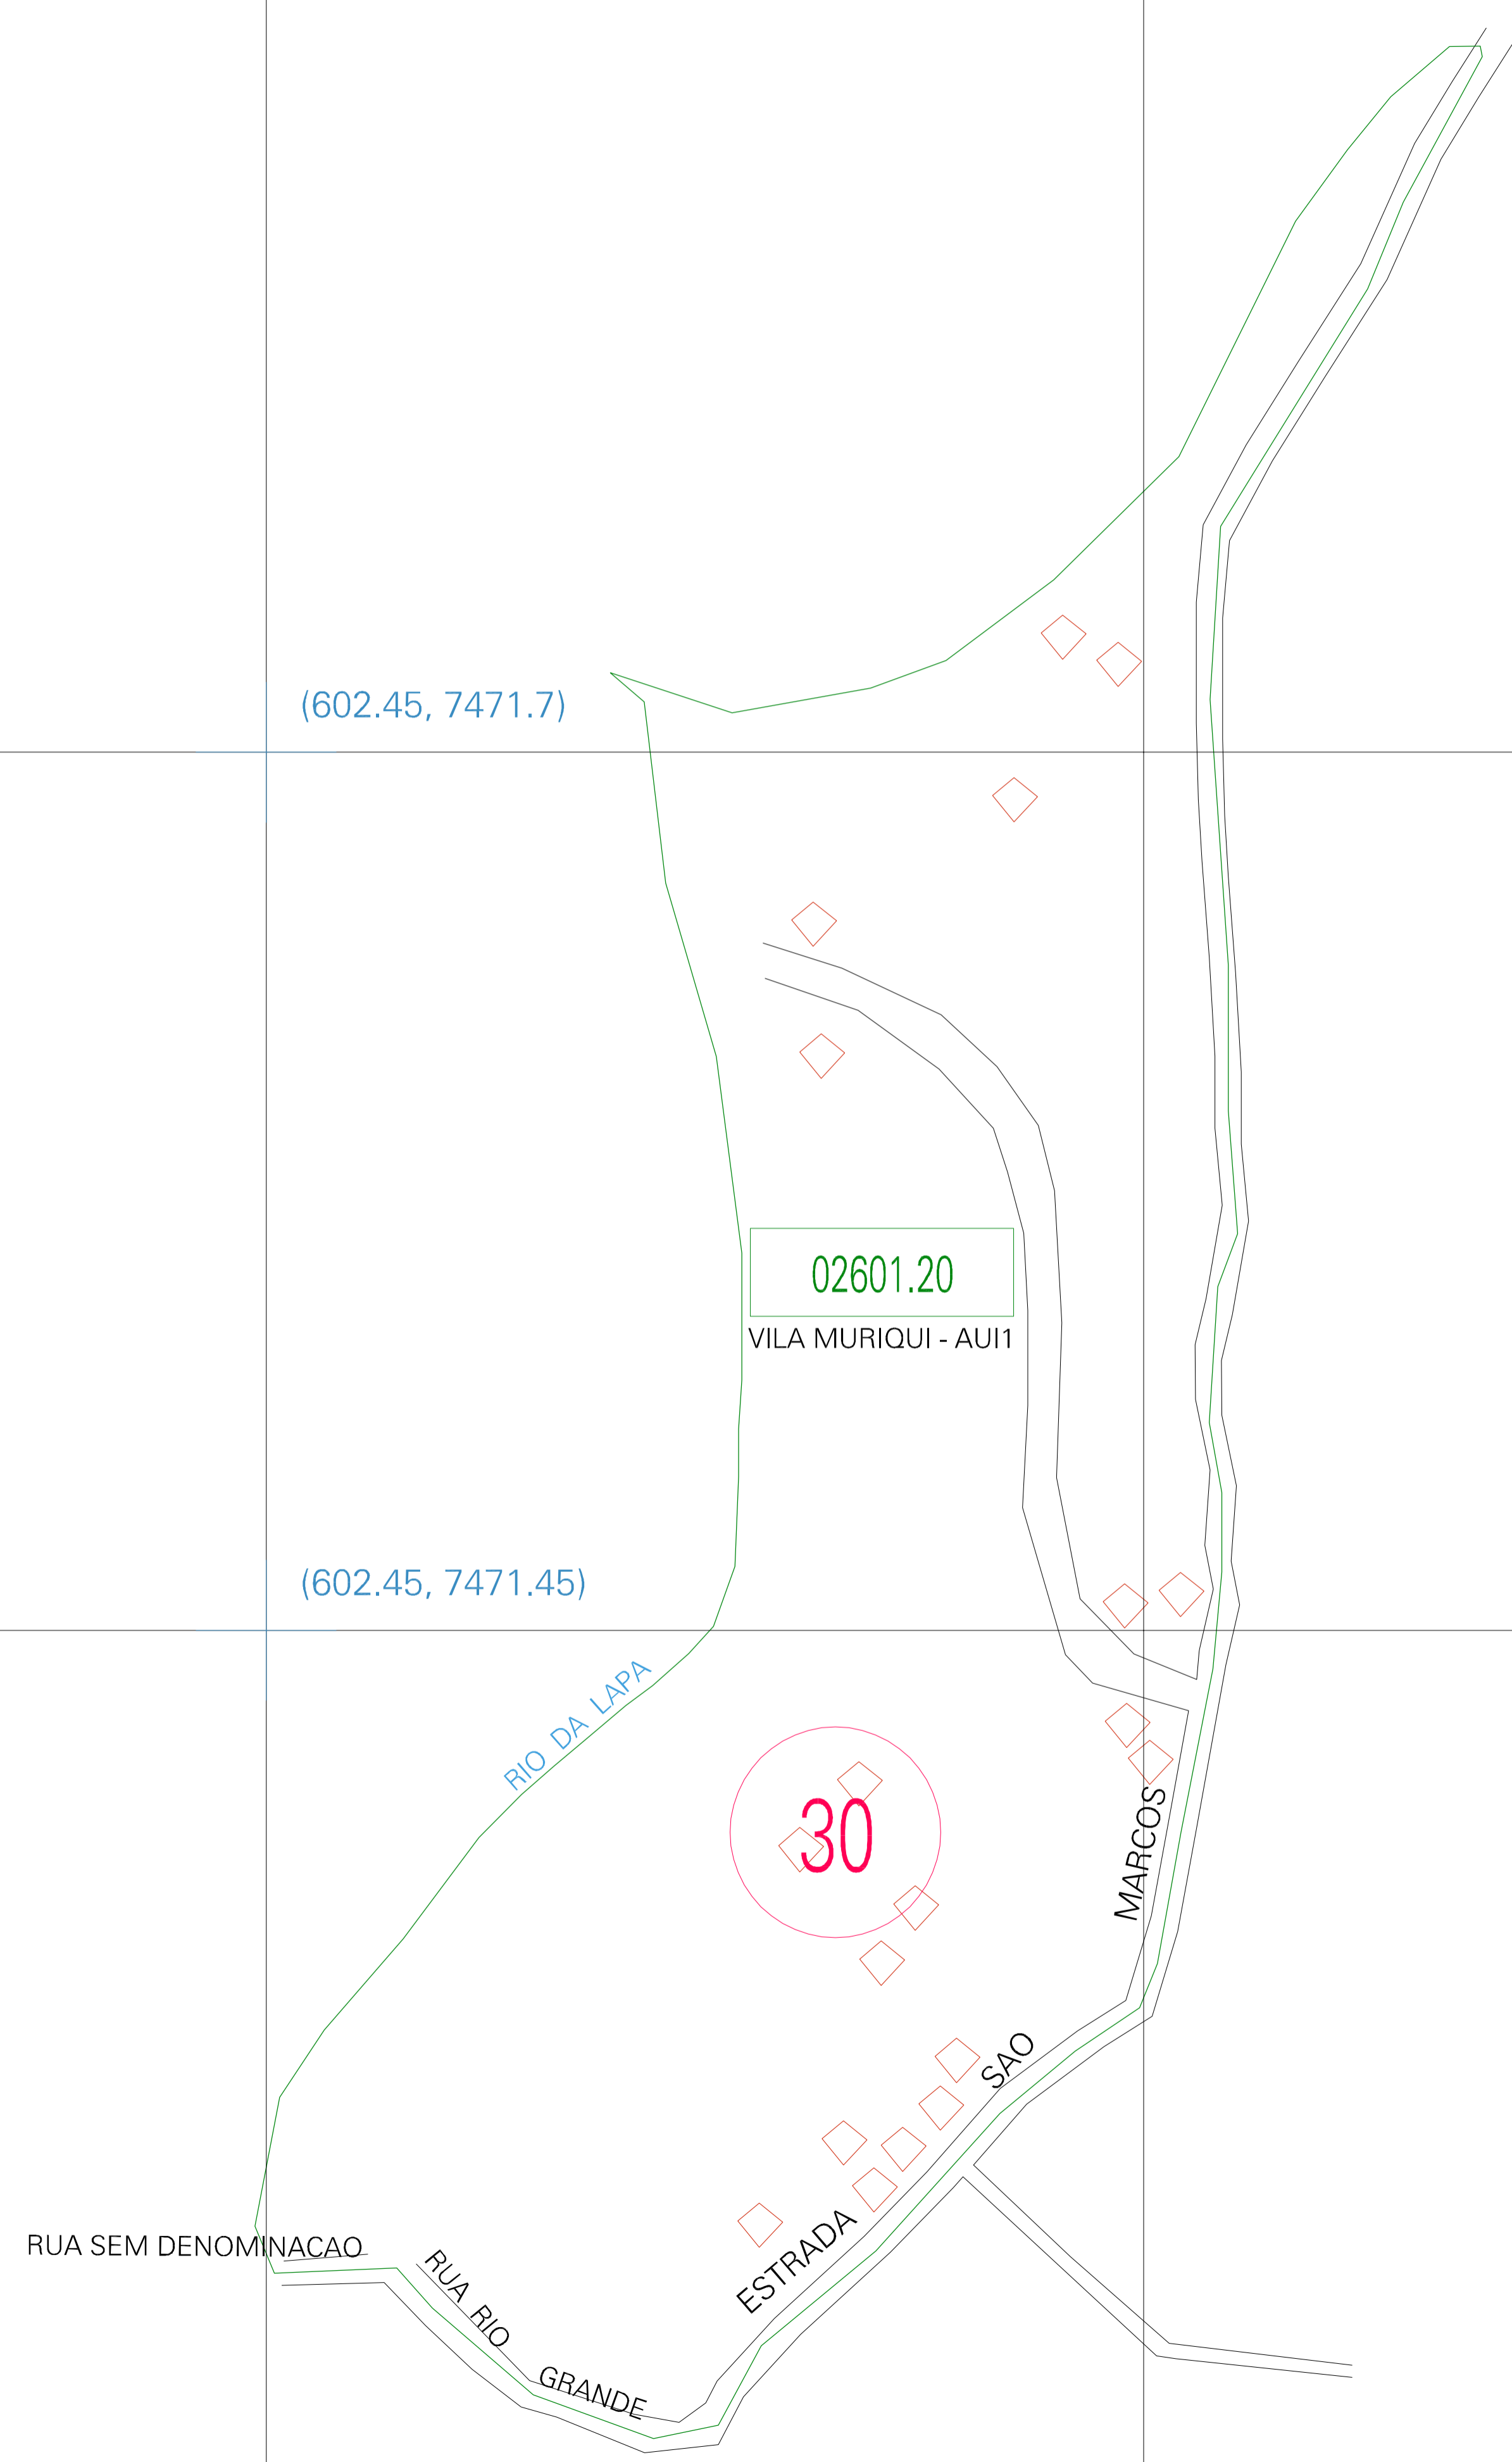 (602.45, 7471.7)
02601.20
VILA MURIQUI - AUI1
(602.45, 7471.45)
RIO DA LAPA
30
ESTRADA SAO MARCOS
RUA SEM DENOMINACAO
RUA RIO GRANDE